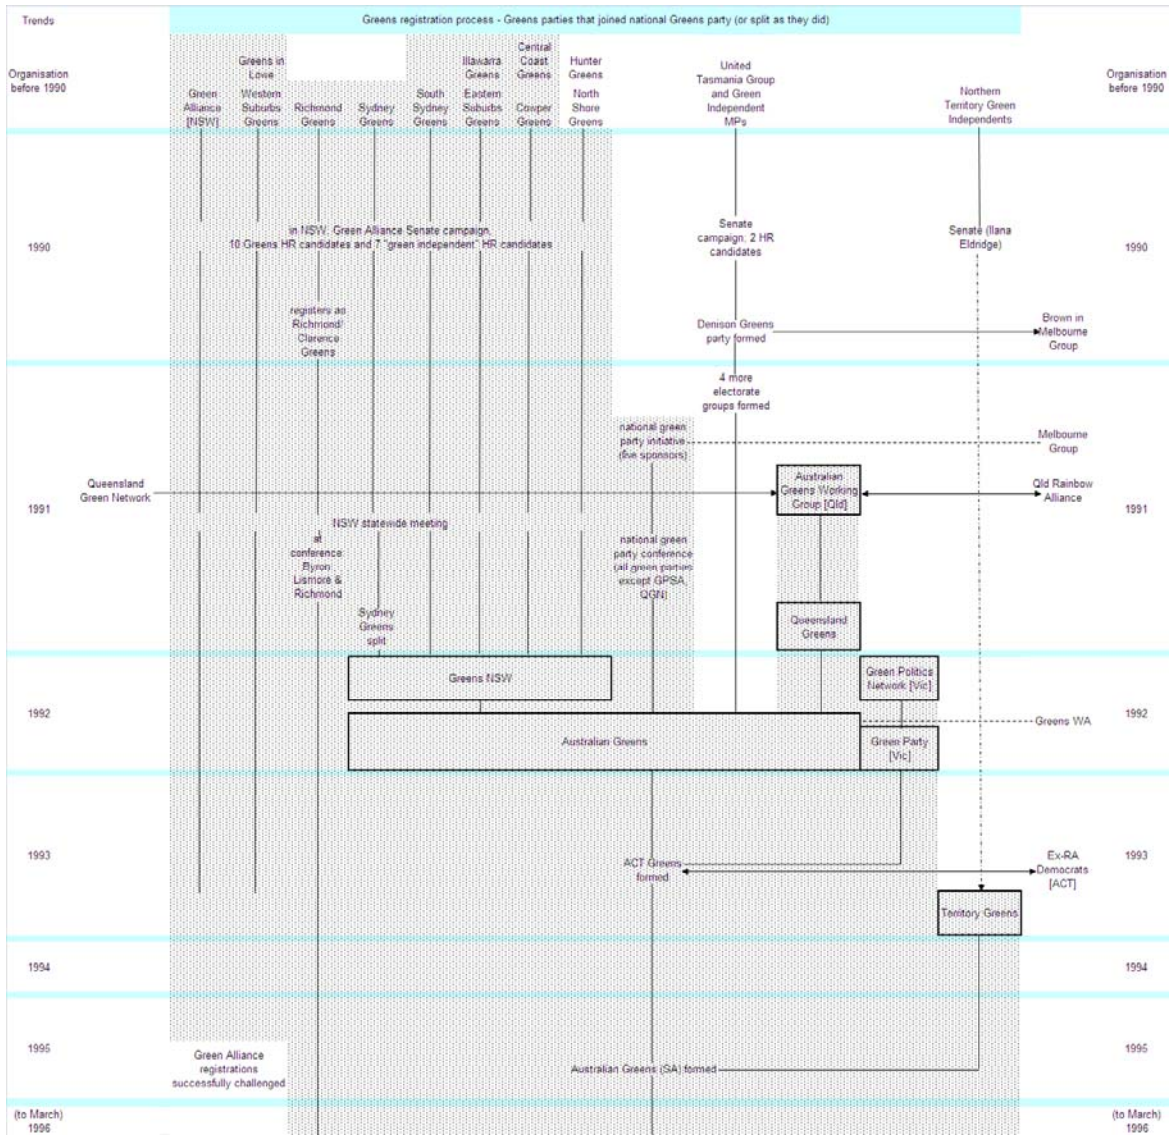 Trends
Greens registration process - Greens parties that joined national Greens party (or split as they did)
Organisation
before 1990
Green
Alliance
[NSW]
Greens in
Lowe
Western
Suburbs
Greens
Richmond
Greens
Sydney
Greens
South
Sydney
Greens
Illawarra
Greens
Eastern
Suburbs
Greens
Central
Coast
Greens
Cowper
Greens
Hunter
Greens
North
Shore
Greens
United
Tasmania Group
and Green
Independent
MPs
Northern
Territory Green
Independents
Organisation
before 1990
1990
in NSW, Green Alliance Senate campaign,
10 Greens HR candidates and 7 "green independent" HR candidates
Senate
campaign, 2 HR
candidates
Senate (Ilana
Eldridge)
1990
registers as
Richmond/
Clarence
Greens
Denison Greens
party formed
Brown in
Melbourne
Group
4 more
electorate
groups formed
national green
party initiative
(five sponsors)
Melbourne
Group
Queensland
Green Network
Australian
Greens Working
Group [Qld]
Qld Rainbow
Alliance
1991
NSW statewide meeting
1991
at
conference:
Byron
Lismore &
Richmond
national green
party conference
(all green parties
except GPSA,
QGN)
Sydney
Greens
split
Queensland
Greens
Greens NSW
Green Politics
Network [Vic]
1992
1992
Greens WA
Australian Greens
Green Party
[Vic]
1993
ACT Greens
formed
Ex-RA
Democrats
[ACT]
1993
Territory Greens
1994
1994
1995
Green Alliance
registrations
successfully challenged
Australian Greens (SA) formed
1995
(to March)
1996
(to March)
1996